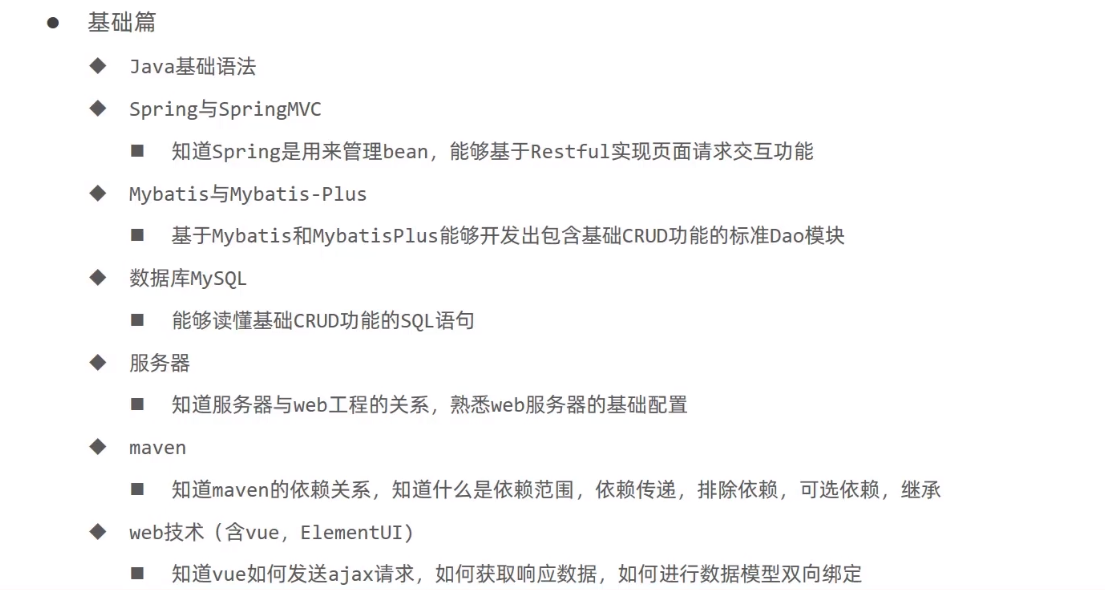 基础篇
Java基础语法
Spring与SpringMVC
知道Spring是用来管理bean，能够基于Restful实现页面请求交互功能
Mybatis与Mybatis-Plus
基于Mybatis和MybatisPlus能够开发出包含基础CRUD功能的标准Dao模块
数据库MySQL
能够读懂基础CRUD功能的SQL语句
服务器
知道服务器与web工程的关系，熟悉web服务器的基础配置
maven
知道maven的依赖关系，知道什么是依赖范围，依赖传递，排除依赖，可选依赖，继承
web技术（含vue，ElementUI)
知道vue如何发送ajax请求，如何获取响应数据，如何进行数据模型双向绑定